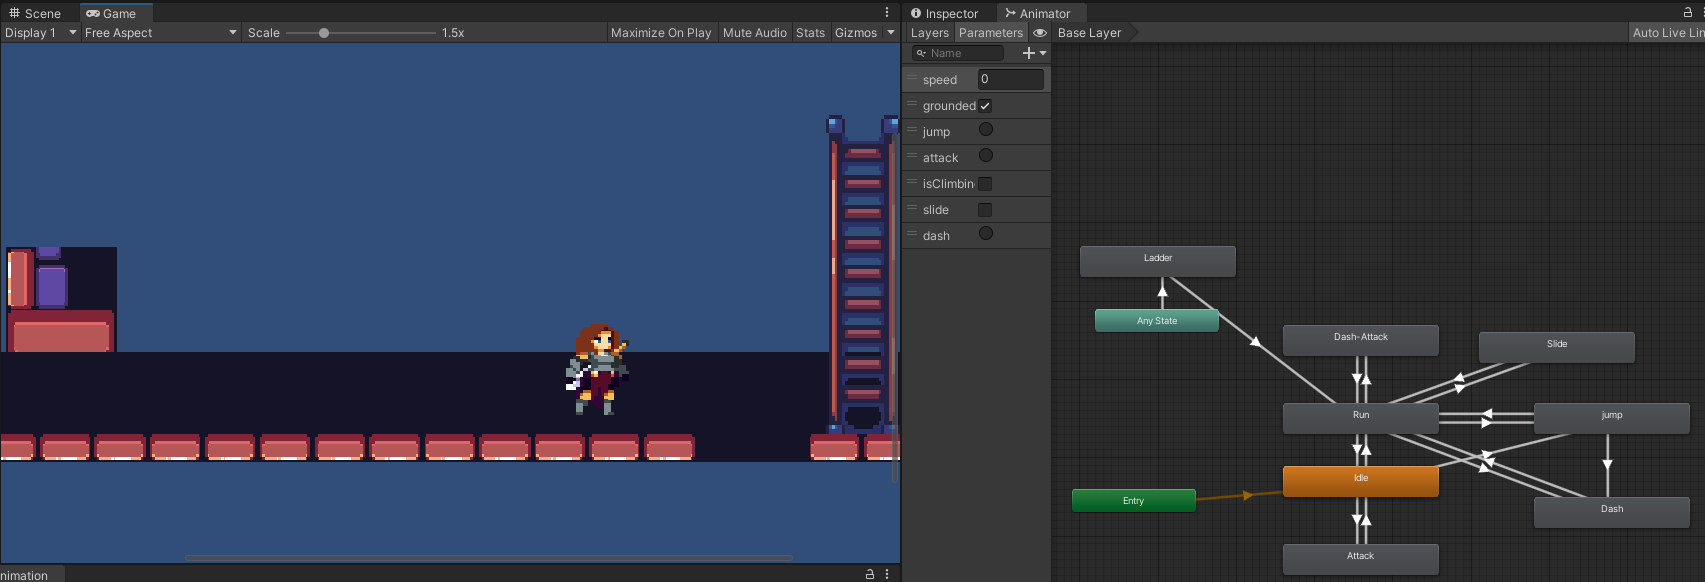 Scene
Game
Display 1
Free Aspect
Scale
1.5x
Maximize On Play
Mute Audio
Stats
Gizmos
nimation
Inspector
Animator
Layers
Parameters
Base Layer
Auto Live Lin
Name
speed
0
grounded
jump
attack
isClimbin
slide
dash
Ladder
Any State
Dash-Attack
Slide
Run
jump
Idle
Entry
Dash
Attack